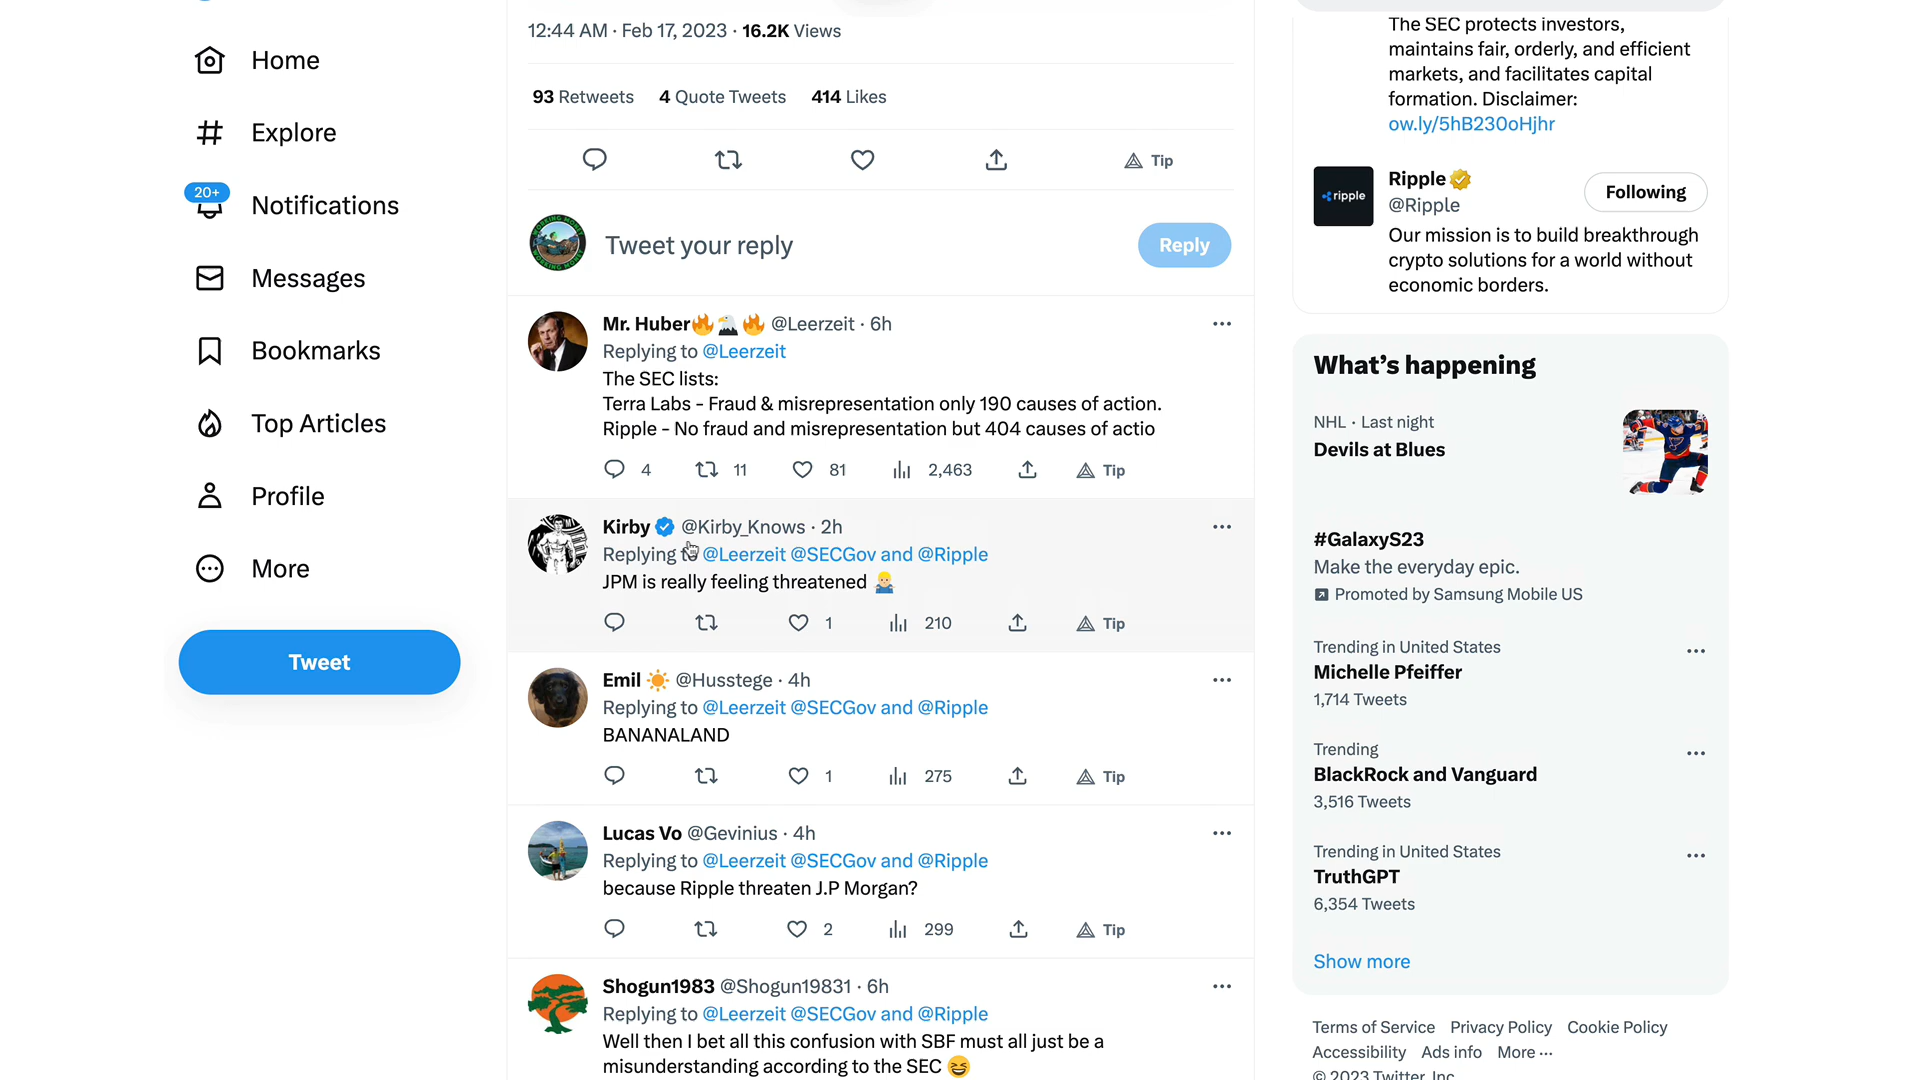 Home
Explore
20+
Notifications
Messages
Bookmarks
Top Articles
Profile
More
Tweet
12:44 AM · Feb 17, 2023 · 16.2K Views
93 Retweets 4 Quote Tweets 414 Likes
Tip
Tweet your reply
Reply
Mr. Huber🔥🦅🔥 @Leerzeit · 6h
Replying to @Leerzeit
The SEC lists:
Terra Labs - Fraud & misrepresentation only 190 causes of action.
Ripple - No fraud and misrepresentation but 404 causes of actio
4 11 81 2,463 Tip
Kirby @Kirby_Knows · 2h
Replying to @Leerzeit @SECGov and @Ripple
JPM is really feeling threatened 🤷🏼‍♂️
1 210 Tip
Emil ☀️ @Husstege · 4h
Replying to @Leerzeit @SECGov and @Ripple
BANANALAND
1 275 Tip
Lucas Vo @Gevinius · 4h
Replying to @Leerzeit @SECGov and @Ripple
because Ripple threaten J.P Morgan?
2 299 Tip
Shogun1983 @Shogun19831 · 6h
Replying to @Leerzeit @SECGov and @Ripple
Well then I bet all this confusion with SBF must all just be a
misunderstanding according to the SEC 😆
The SEC protects investors,
maintains fair, orderly, and efficient
markets, and facilitates capital
formation. Disclaimer:
ow.ly/5hB230oHjhr
ripple
Ripple
@Ripple
Following
Our mission is to build breakthrough
crypto solutions for a world without
economic borders.
What's happening
NHL · Last night
Devils at Blues
#GalaxyS23
Make the everyday epic.
Promoted by Samsung Mobile US
Trending in United States
Michelle Pfeiffer
1,714 Tweets
Trending
BlackRock and Vanguard
3,516 Tweets
Trending in United States
TruthGPT
6,354 Tweets
Show more
Terms of Service Privacy Policy Cookie Policy
Accessibility Ads info More ···
© 2023 Twitter, Inc.